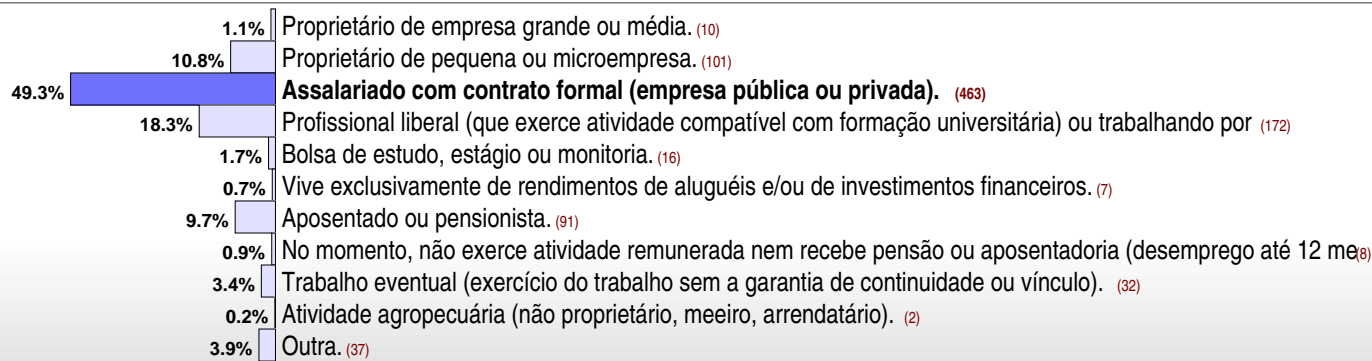 1.1% Proprietário de empresa grande ou média. (10)
10.8% Proprietário de pequena ou microempresa. (101)
49.3% Assalariado com contrato formal (empresa pública ou privada). (463)
18.3% Profissional liberal (que exerce atividade compatível com formação universitária) ou trabalhando por (172)
1.7% Bolsa de estudo, estágio ou monitoria. (16)
0.7% Vive exclusivamente de rendimentos de aluguéis e/ou de investimentos financeiros. (7)
9.7% Aposentado ou pensionista. (91)
0.9% No momento, não exerce atividade remunerada nem recebe pensão ou aposentadoria (desemprego até 12 me(8)
3.4% Trabalho eventual (exercício do trabalho sem a garantia de continuidade ou vínculo). (32)
0.2% Atividade agropecuária (não proprietário, meeiro, arrendatário). (2)
3.9% Outra. (37)